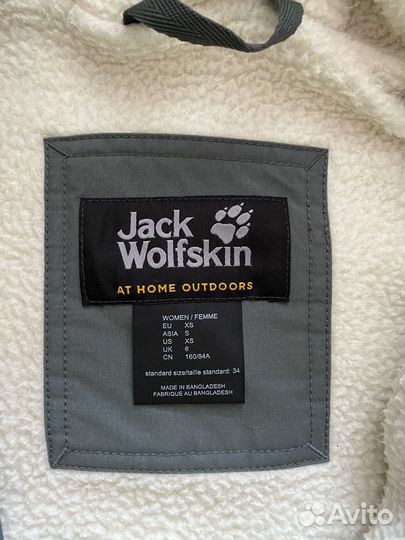 Jack
Wolfskin
AT HOME OUTDOORS
WOMEN / FEMME
EU XS
ASIA S
US XS
UK 6
CN 160/84A
standard size/taille standard: 34
MADE IN BANGLADESH
FABRIQUÉ AU BANGLADESH
Avito